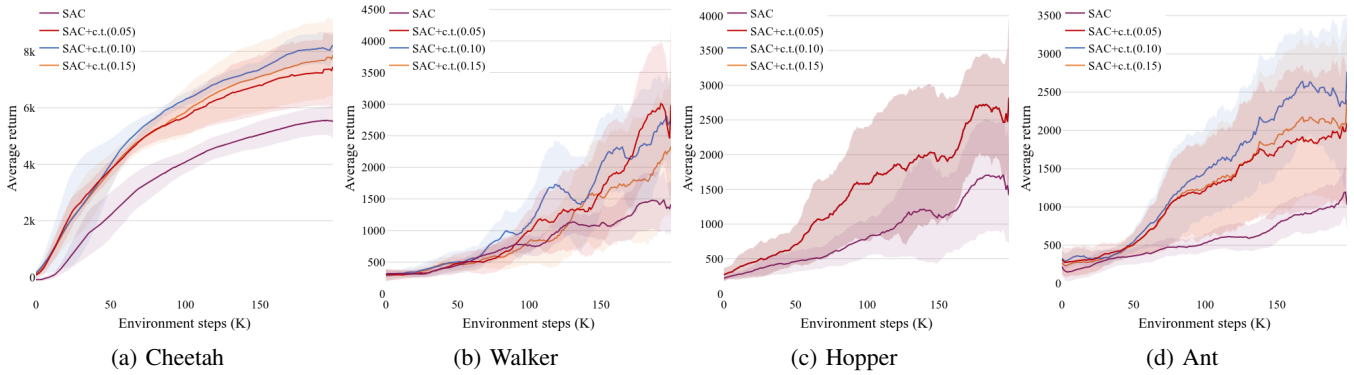 SAC
SAC+c.t.(0.05)
SAC+c.t.(0.10)
SAC+c.t.(0.15)
Average return
8k
6k
4k
2k
0
0
50
100
150
Environment steps (K)
(a) Cheetah
SAC
SAC+c.t.(0.05)
SAC+c.t.(0.10)
SAC+c.t.(0.15)
Average return
4500
4000
3500
3000
2500
2000
1500
1000
500
0
0
50
100
150
Environment steps (K)
(b) Walker
SAC
SAC+c.t.(0.05)
SAC+c.t.(0.10)
SAC+c.t.(0.15)
Average return
4000
3500
3000
2500
2000
1500
1000
500
0
0
50
100
150
Environment steps (K)
(c) Hopper
SAC
SAC+c.t.(0.05)
SAC+c.t.(0.10)
SAC+c.t.(0.15)
Average return
3500
3000
2500
2000
1500
1000
500
0
0
50
100
150
Environment steps (K)
(d) Ant